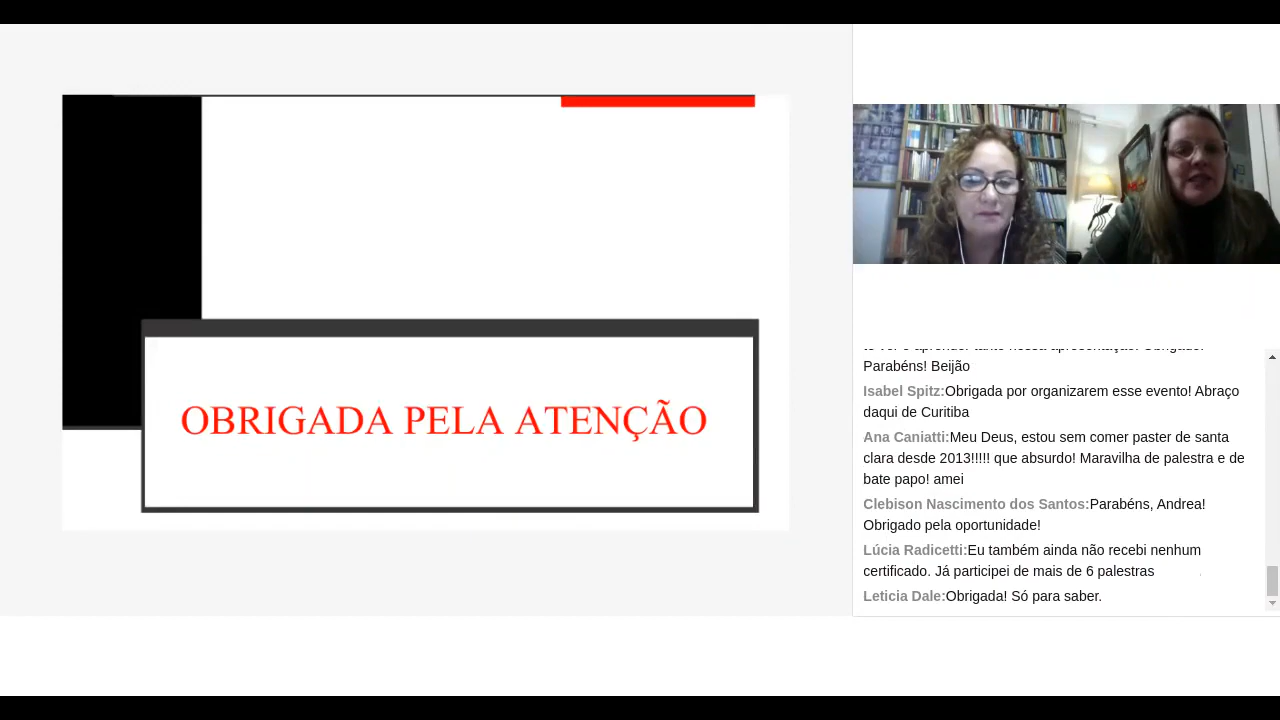 OBRIGADA PELA ATENÇÃO
Parabéns! Beijão
Isabel Spitz:Obrigada por organizarem esse evento! Abraço
daqui de Curitiba
Ana Caniatti:Meu Deus, estou sem comer paster de santa
clara desde 2013!!!!! que absurdo! Maravilha de palestra e de
bate papo! amei
Clebison Nascimento dos Santos:Parabéns, Andrea!
Obrigado pela oportunidade!
Lúcia Radicetti:Eu também ainda não recebi nenhum
certificado. Já participei de mais de 6 palestras
Leticia Dale:Obrigada! Só para saber.